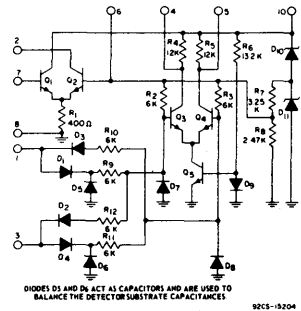 6 4 5 10
2
R4 12K R5 12K R6 13.2K D10
7 Q1 Q2
R2 6K R3 6K R7 3.25K D11
Q3 Q4
R1 400Ω
R8 2.47K
8
1 D3 R10 6K
Q5
D1 R9 6K
D5 D7 D9
D2 R12 6K
3 D4 R11 6K
D6 D8
DIODES D5 AND D6 ACT AS CAPACITORS AND ARE USED TO
BALANCE THE DETECTOR SUBSTRATE CAPACITANCES
92CS-15204